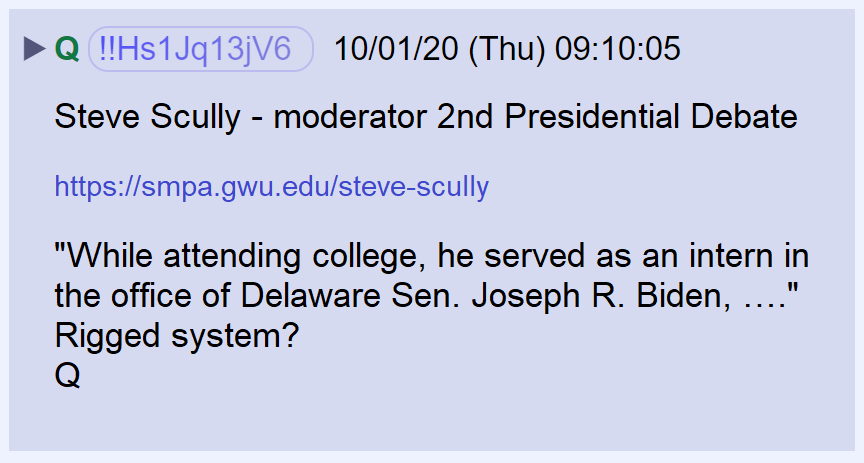 Q !!Hs1Jq13jV6 10/01/20 (Thu) 09:10:05
Steve Scully - moderator 2nd Presidential Debate
https://smpa.gwu.edu/steve-scully
"While attending college, he served as an intern in
the office of Delaware Sen. Joseph R. Biden, …."
Rigged system?
Q